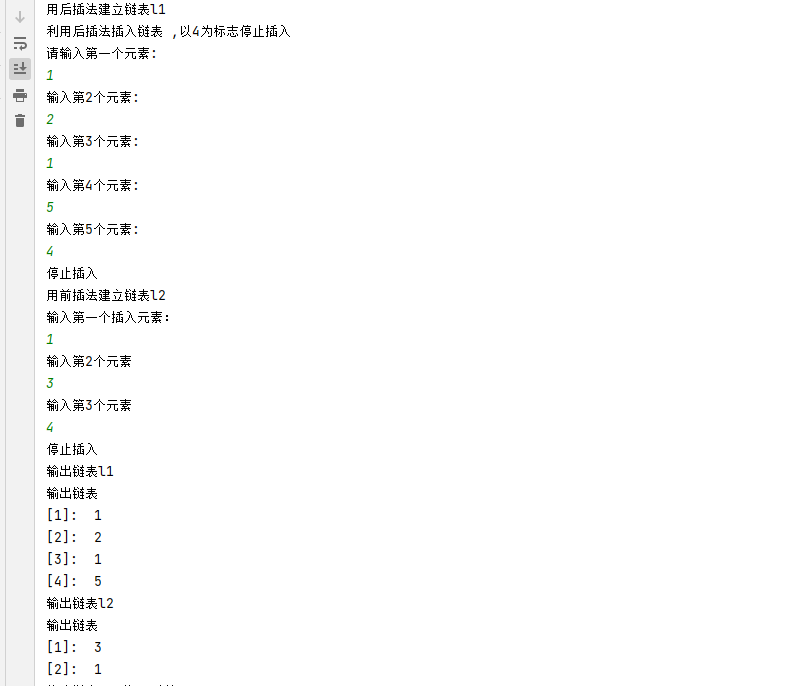 用后插法建立链表l1
利用后插法插入链表 ,以4为标志停止插入
请输入第一个元素:
1
输入第2个元素:
2
输入第3个元素:
1
输入第4个元素:
5
输入第5个元素:
4
停止插入
用前插法建立链表l2
输入第一个插入元素:
1
输入第2个元素
3
输入第3个元素
4
停止插入
输出链表l1
输出链表
[1]:  1
[2]:  2
[3]:  1
[4]:  5
输出链表l2
输出链表
[1]:  3
[2]:  1